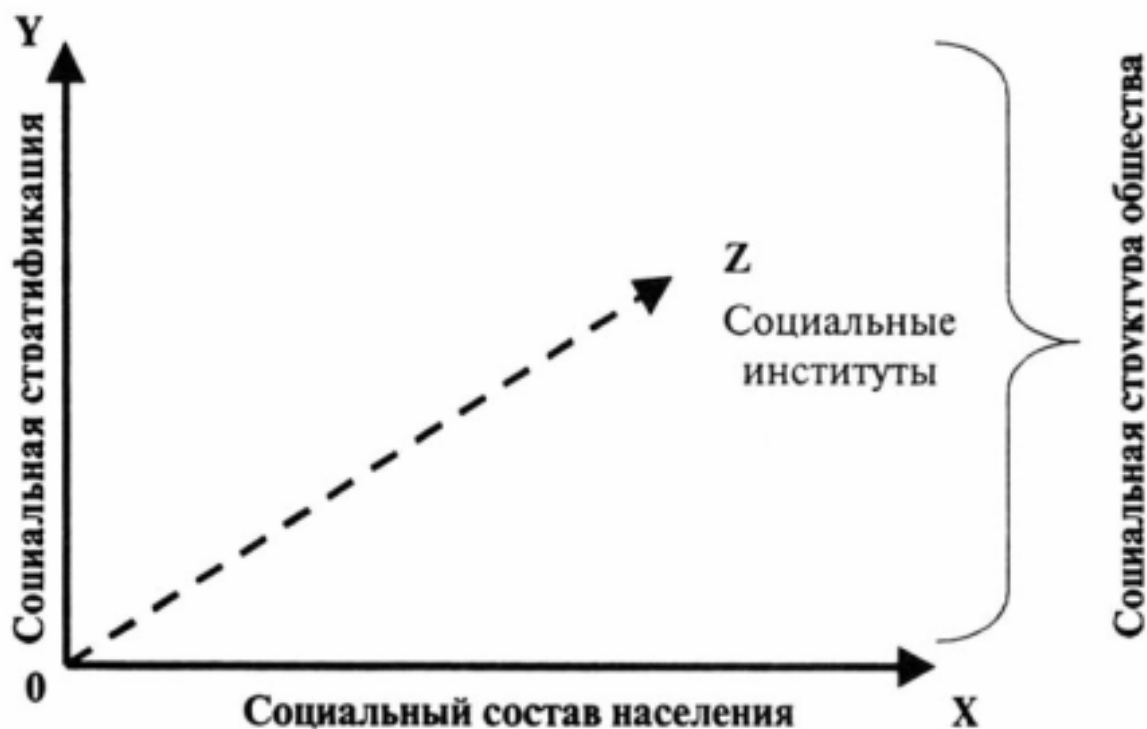 Y
Социальная стратификация
Z
Социальные
институты
Социальная структура общества
0
Социальный состав населения
X